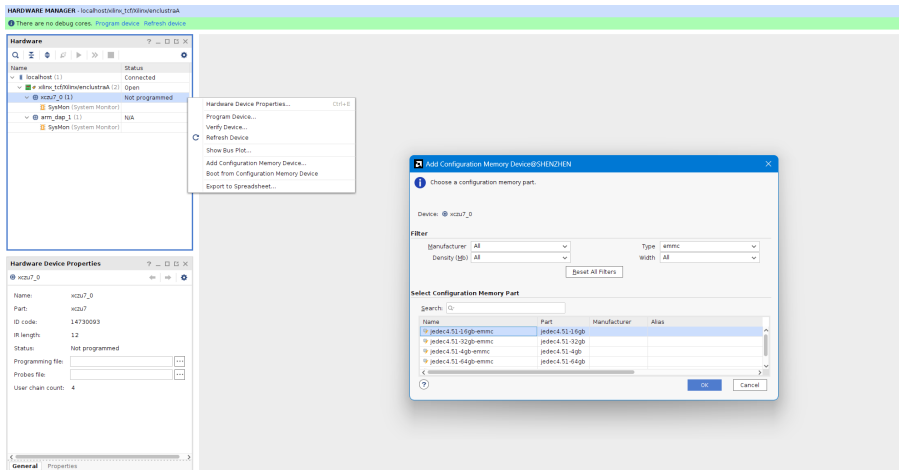 HARDWARE MANAGER - localhost/xilinx_tcf/Xilinx/enclustraA
There are no debug cores. Program device Refresh device
Hardware
Name Status
localhost (1) Connected
xilinx_tcf/Xilinx/enclustraA (2) Open
xczu7_0 (1) Not programmed
SysMon (System Monitor)
arm_dap_1 (1) N/A
SysMon (System Monitor)
Hardware Device Properties... Ctrl+E
Program Device...
Verify Device...
Refresh Device
Show Bus Plot...
Add Configuration Memory Device...
Boot from Configuration Memory Device
Export to Spreadsheet...
Hardware Device Properties
xczu7_0
Name: xczu7_0
Part: xczu7
ID code: 14730093
IR length: 12
Status: Not programmed
Programming file:
Probes file:
User chain count: 4
General Properties
Add Configuration Memory Device@SHENZHEN
Choose a configuration memory part.
Device: xczu7_0
Filter
Manufacturer All Type emmc
Density (Mb) All Width All
Reset All Filters
Select Configuration Memory Part
Search:
Name Part Manufacturer Alias
jedec4.51-16gb-emmc jedec4.51-16gb
jedec4.51-32gb-emmc jedec4.51-32gb
jedec4.51-4gb-emmc jedec4.51-4gb
jedec4.51-64gb-emmc jedec4.51-64gb
OK Cancel